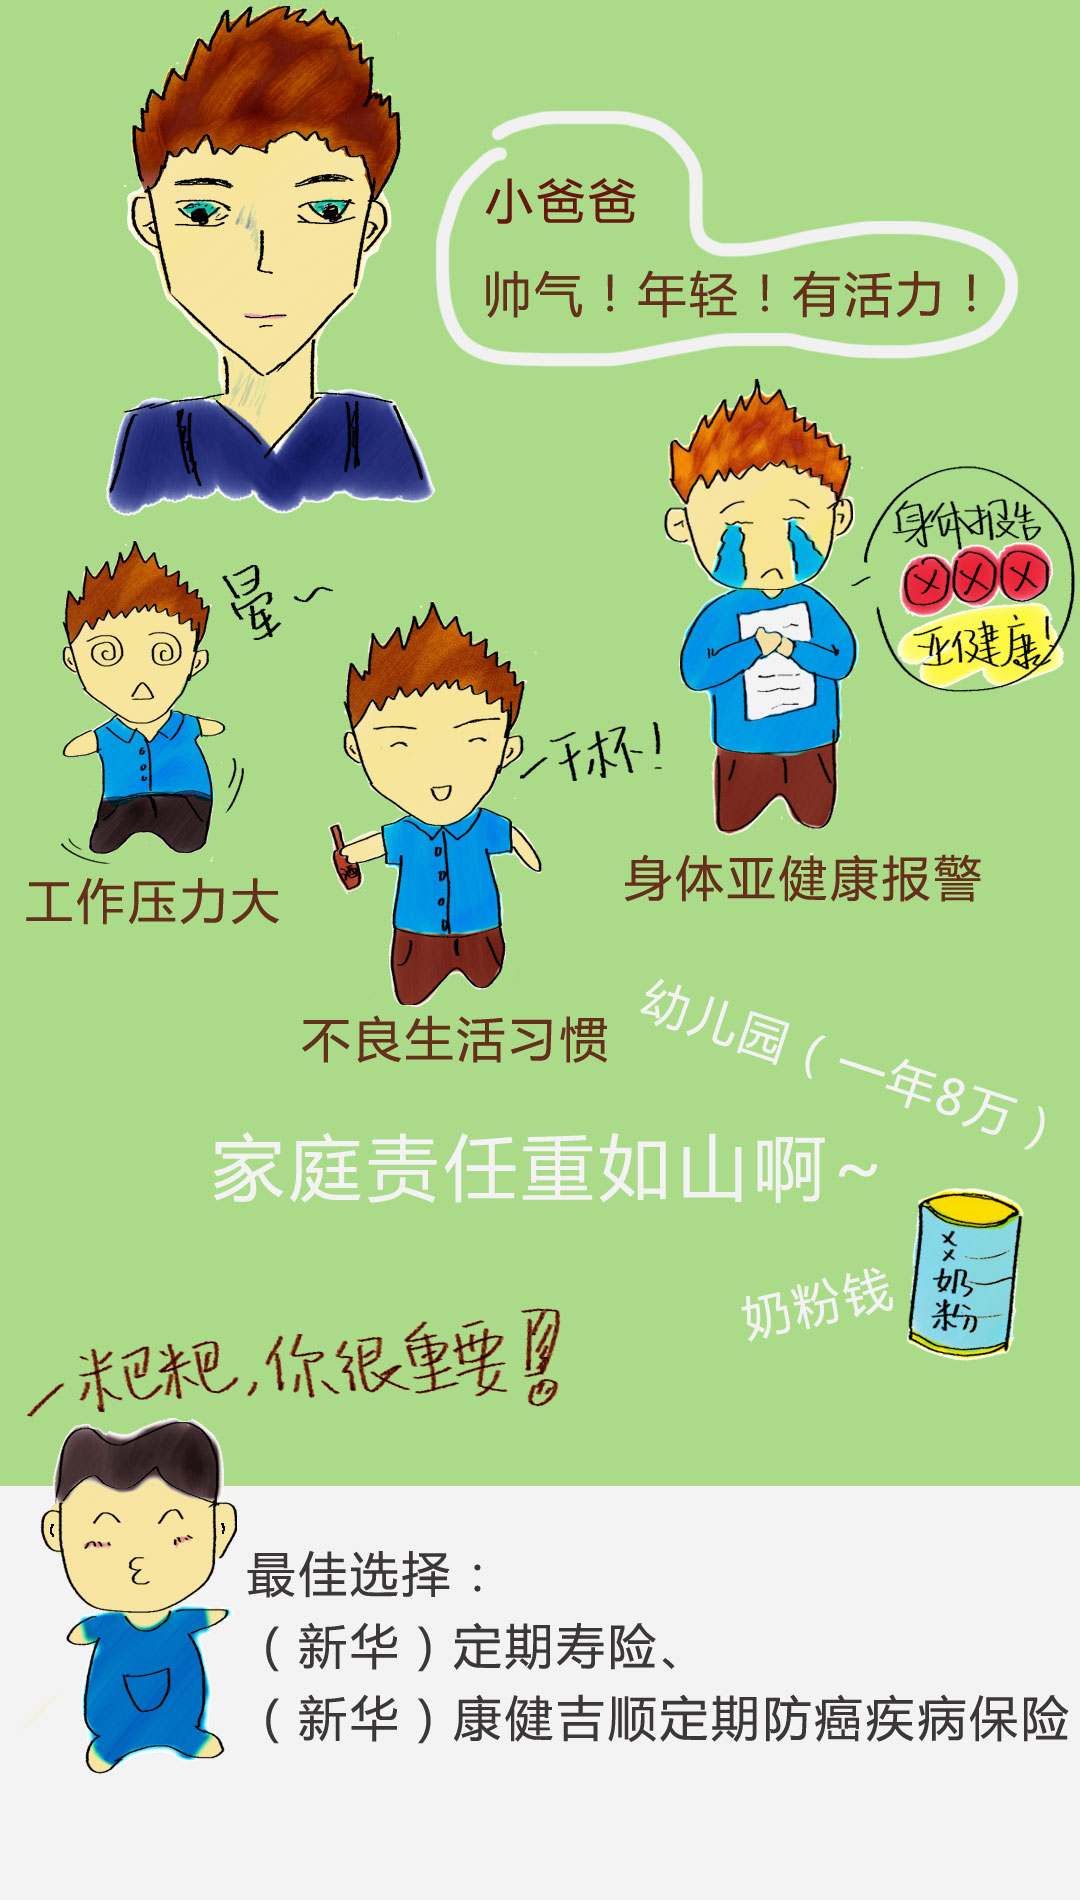 小爸爸
帅气！年轻！有活力！
身体报告
×××
亚健康！
晕~
干杯！
酒
工作压力大
身体亚健康报警
不良生活习惯
幼儿园（一年8万）
家庭责任重如山啊~
××奶粉
奶粉钱
粑粑，你很重要！
最佳选择：
（新华）定期寿险、
（新华）康健吉顺定期防癌疾病保险